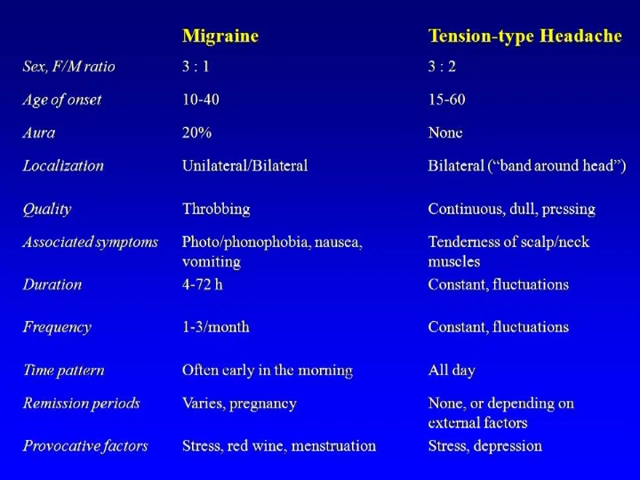 Migraine Tension-type Headache
Sex, F/M ratio 3 : 1 3 : 2
Age of onset 10-40 15-60
Aura 20% None
Localization Unilateral/Bilateral Bilateral (“band around head”)
Quality Throbbing Continuous, dull, pressing
Associated symptoms Photo/phonophobia, nausea, Tenderness of scalp/neck
vomiting muscles
Duration 4-72 h Constant, fluctuations
Frequency 1-3/month Constant, fluctuations
Time pattern Often early in the morning All day
Remission periods Varies, pregnancy None, or depending on
external factors
Provocative factors Stress, red wine, menstruation Stress, depression